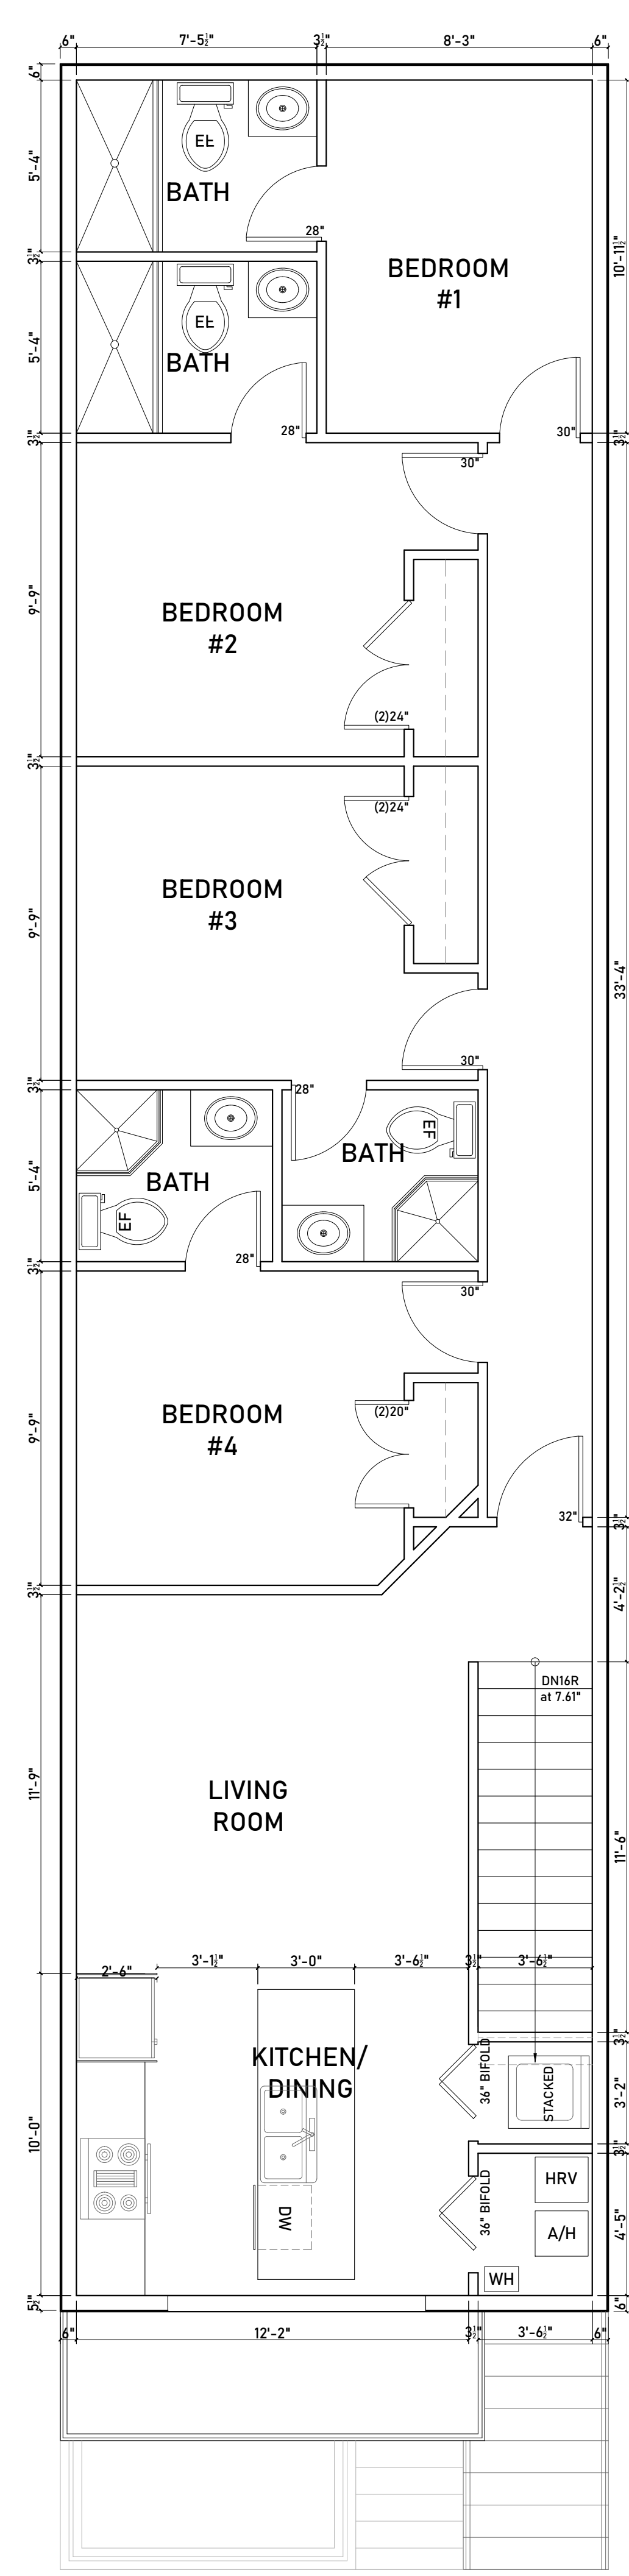 6" 7'-5½" 3½" 8'-3" 6"
6"
5'-4"
EF
BATH
28"
BEDROOM
#1
10'-11½"
3½"
EF
BATH
5'-4"
28"
30"
3½"
3½"
30"
9'-9"
BEDROOM
#2
(2)24"
3½"
(2)24"
BEDROOM
#3
9'-9"
33'-4"
30"
3½"
28"
EF
BATH
BATH
5'-4"
EF
28"
3½"
30"
(2)20"
BEDROOM
#4
9'-9"
32"
3½"
3½"
4'-2½"
DN16R
at 7.61"
LIVING
ROOM
11'-9"
11'-6"
2'-6" 3'-1½" 3'-0" 3'-6½" 3½" 3'-6½"
3½"
KITCHEN/
DINING
36" BIFOLD
STACKED
3'-2"
10'-0"
3½"
36" BIFOLD
HRV
DW
A/H
4'-5"
WH
5½"
6"
6" 12'-2" 3½" 3'-6½" 6"